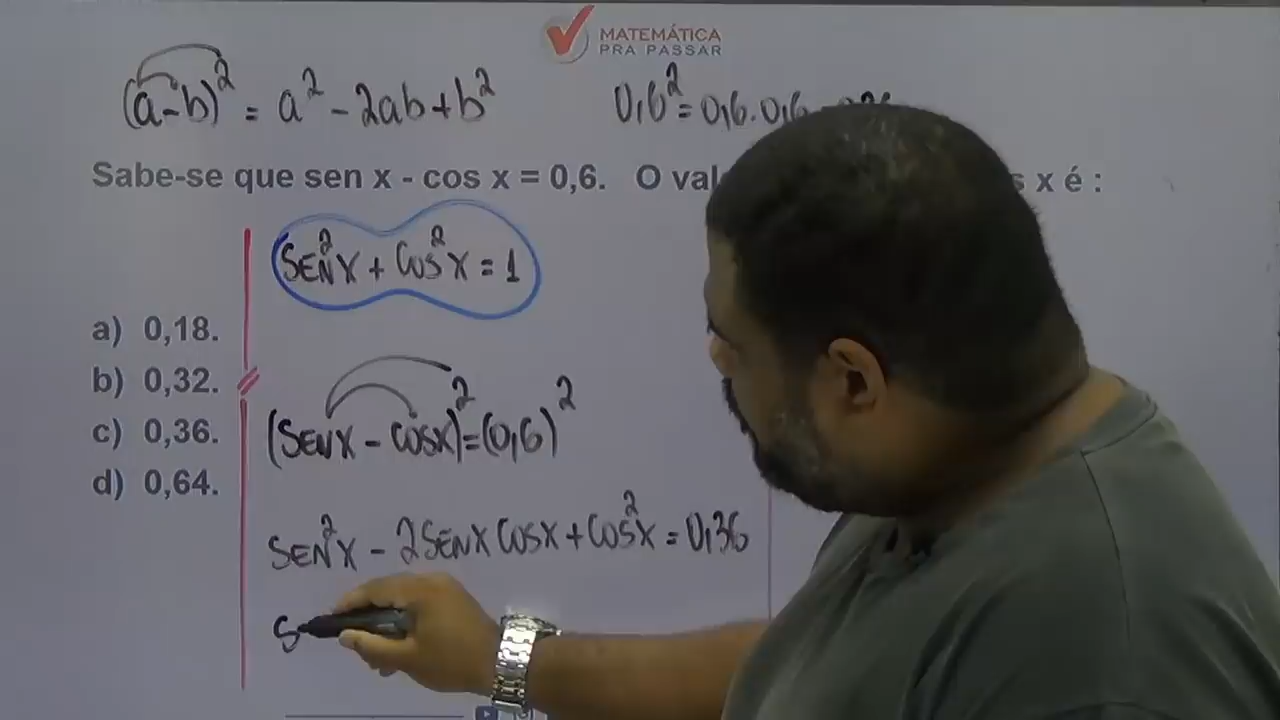 MATEMÁTICA
PRA PASSAR
(a-b)² = a² - 2ab + b²
0,6² = 0,6 . 0,6
Sabe-se que sen x - cos x = 0,6. O x é :
SEN²X + COS²X = 1
a) 0,18.
b) 0,32.
c) 0,36.
d) 0,64.
(SENX - COSX)² = (0,6)²
SEN²X - 2SENX COSX + COS²X = 0,36
S